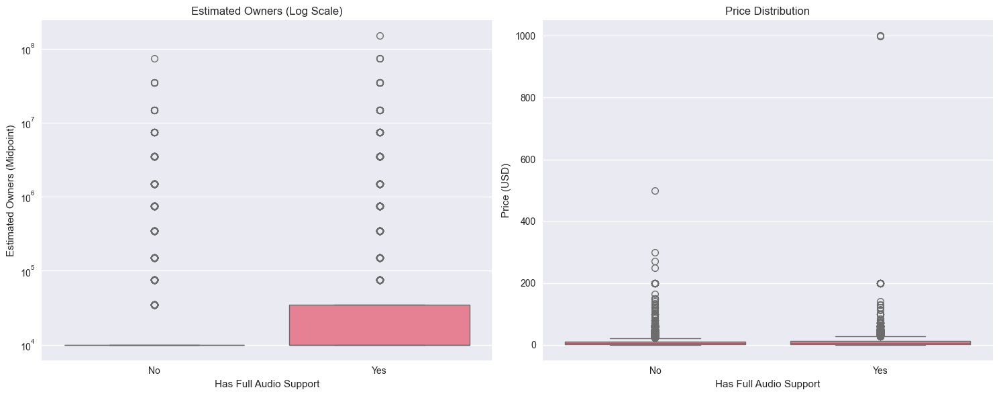 Estimated Owners (Log Scale)
Estimated Owners (Midpoint)
10^8
10^7
10^6
10^5
10^4
No
Yes
Has Full Audio Support
Price Distribution
Price (USD)
1000
800
600
400
200
0
No
Yes
Has Full Audio Support